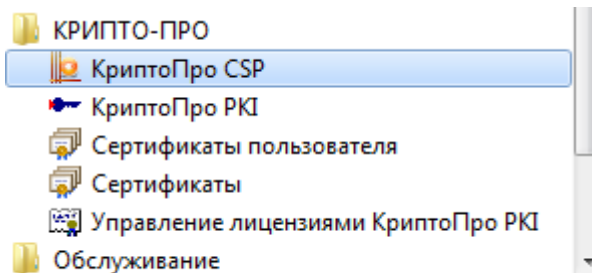 КРИПТО-ПРО
КриптоПро CSP
КриптоПро PKI
Сертификаты пользователя
Сертификаты
Управление лицензиями КриптоПро PKI
Обслуживание